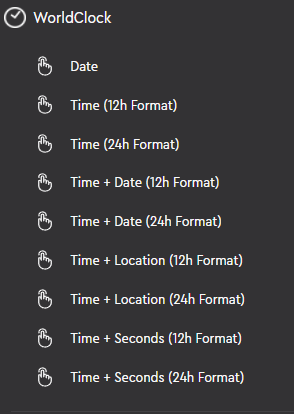 WorldClock
Date
Time (12h Format)
Time (24h Format)
Time + Date (12h Format)
Time + Date (24h Format)
Time + Location (12h Format)
Time + Location (24h Format)
Time + Seconds (12h Format)
Time + Seconds (24h Format)